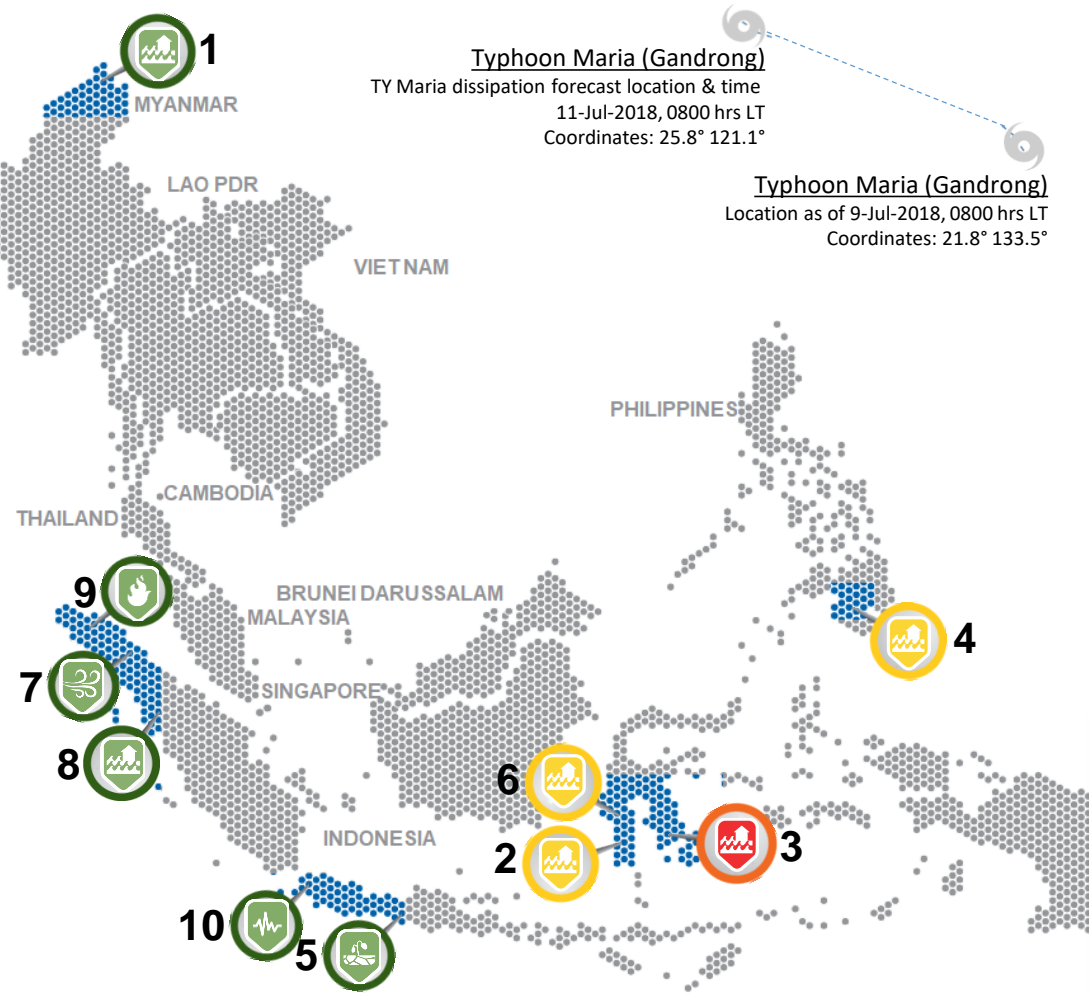 1
MYANMAR
Typhoon Maria (Gandrong)
TY Maria dissipation forecast location & time
11-Jul-2018, 0800 hrs LT
Coordinates: 25.8° 121.1°
Typhoon Maria (Gandrong)
Location as of 9-Jul-2018, 0800 hrs LT
Coordinates: 21.8° 133.5°
LAO PDR
VIET NAM
PHILIPPINES
CAMBODIA
THAILAND
9
BRUNEI DARUSSALAM
MALAYSIA
4
7
SINGAPORE
8
6
INDONESIA
2
3
10
5